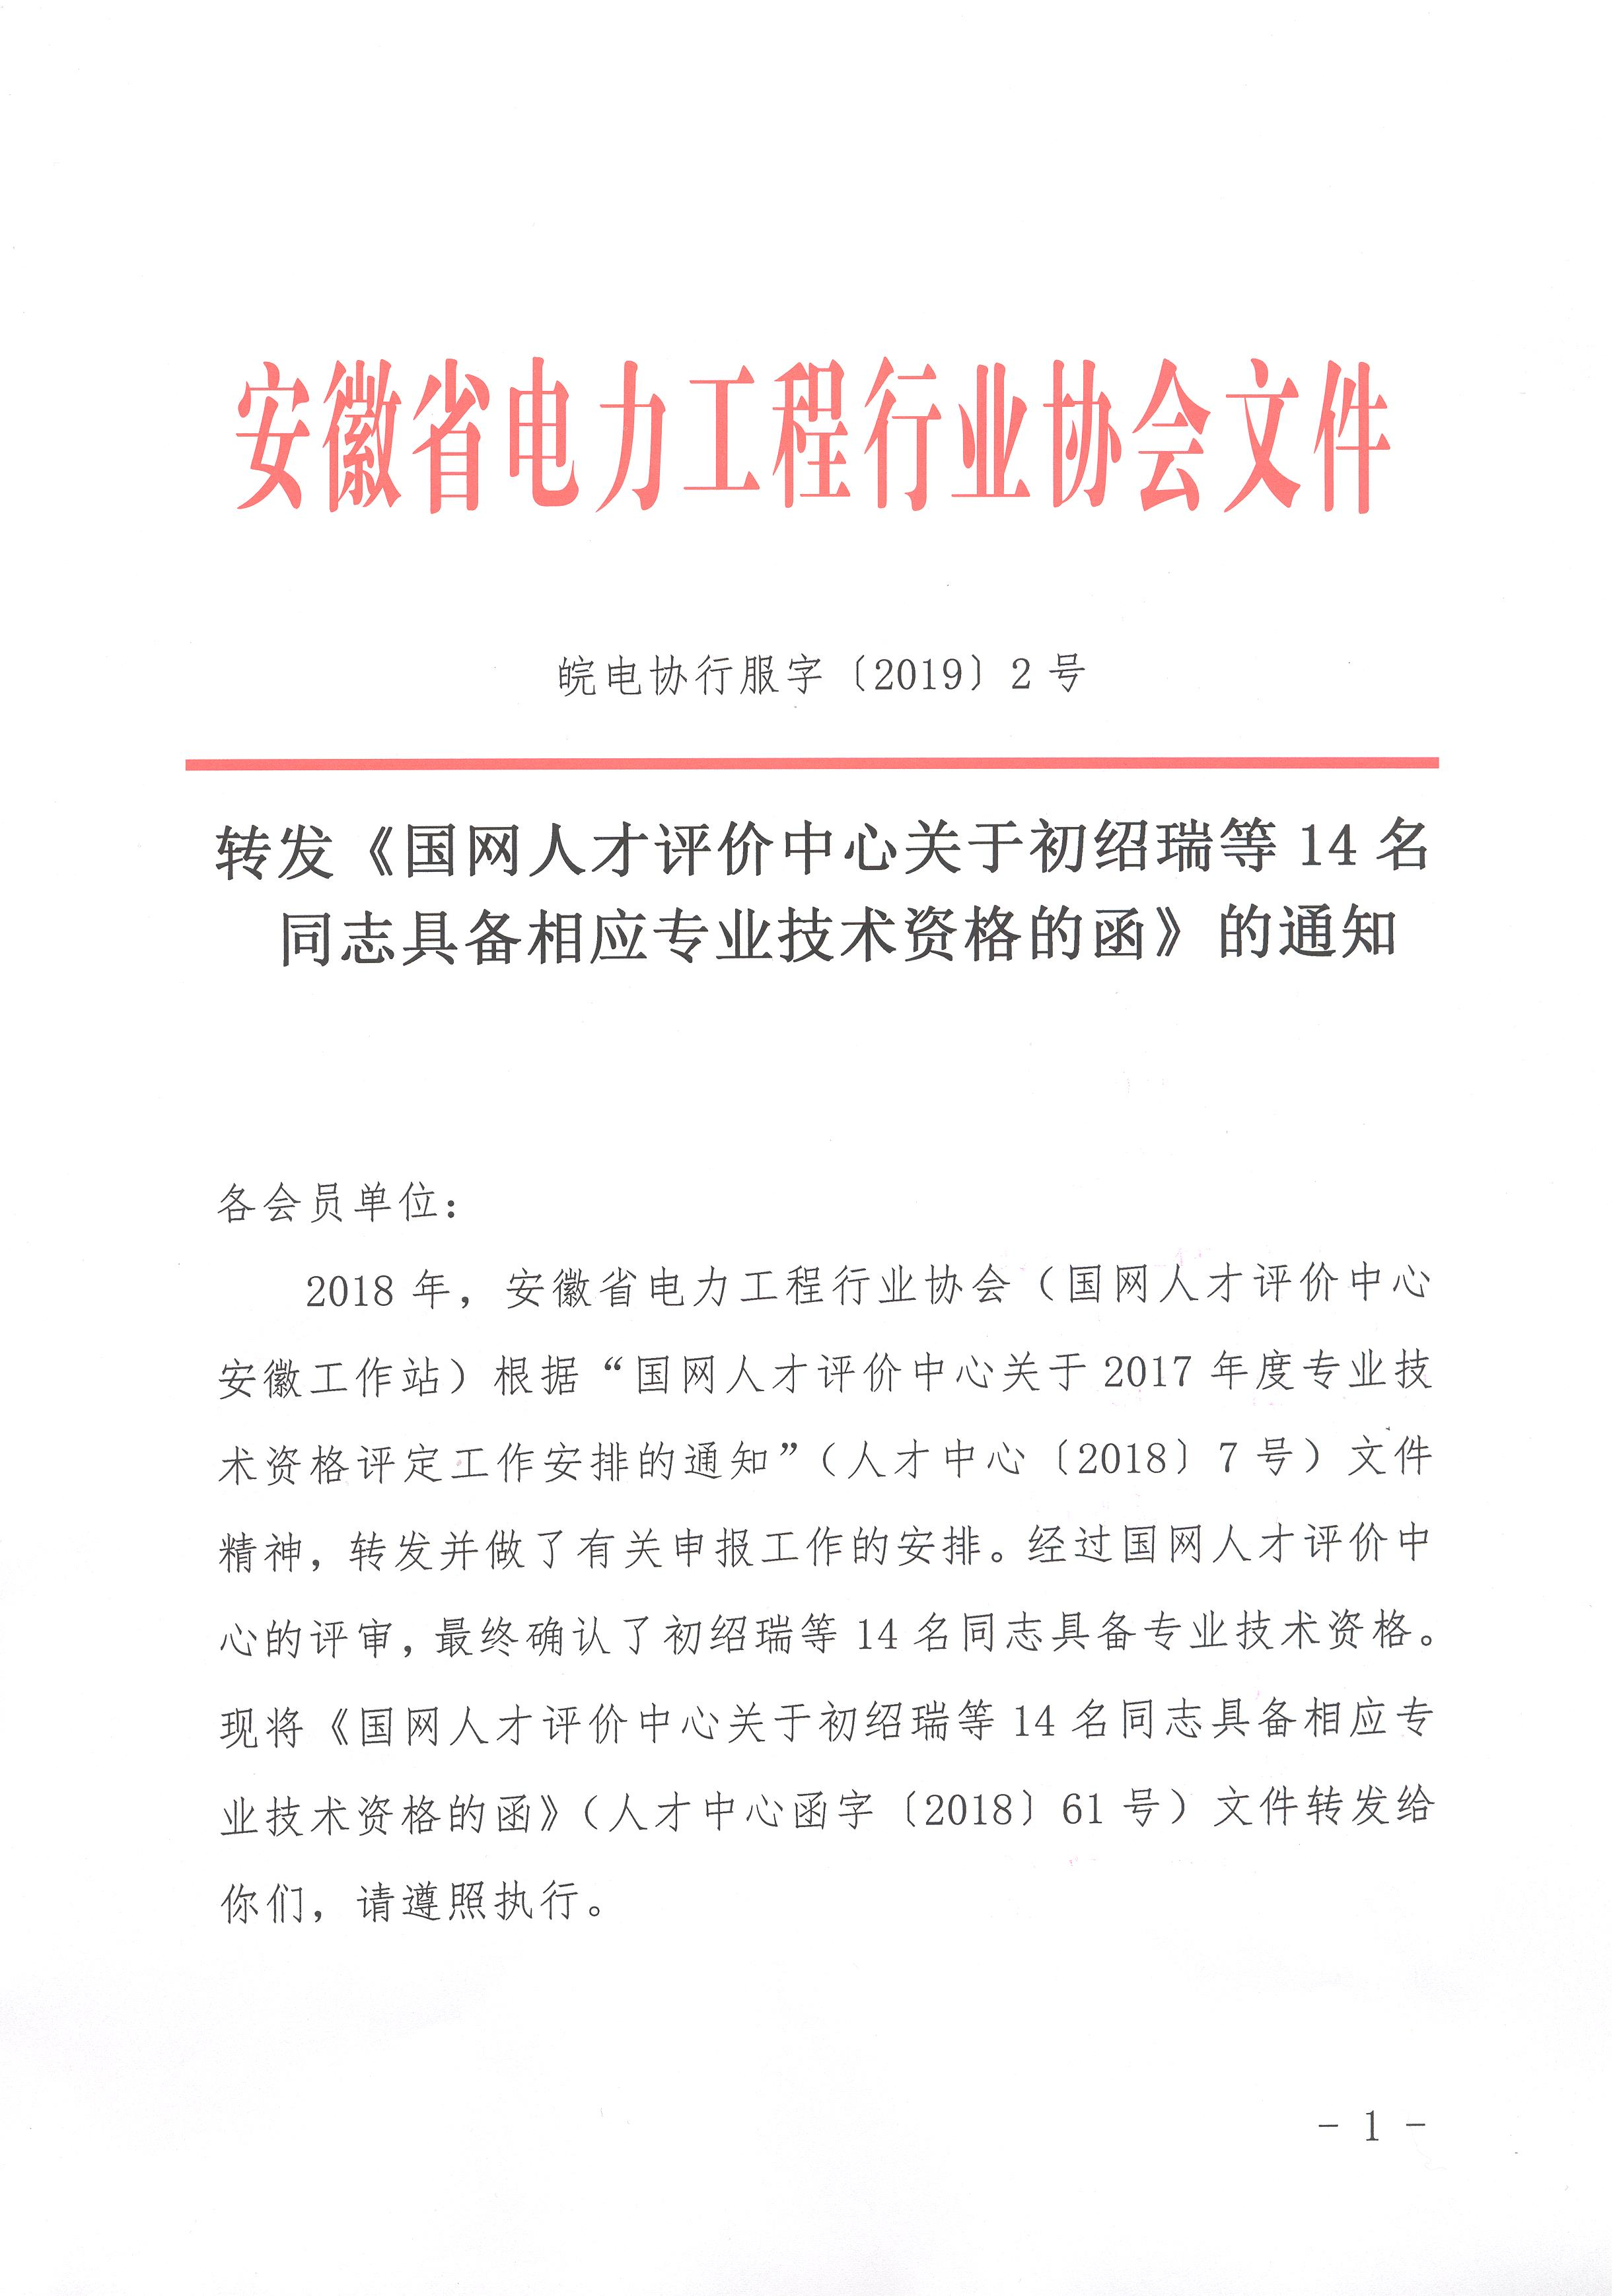 安徽省电力工程行业协会文件
皖电协行服字〔2019〕2号
转发《国网人才评价中心关于初绍瑞等14名
同志具备相应专业技术资格的函》的通知
各会员单位：
2018年，安徽省电力工程行业协会（国网人才评价中心
安徽工作站）根据“国网人才评价中心关于2017年度专业技
术资格评定工作安排的通知”（人才中心〔2018〕7号）文件
精神，转发并做了有关申报工作的安排。经过国网人才评价中
心的评审，最终确认了初绍瑞等14名同志具备专业技术资格。
现将《国网人才评价中心关于初绍瑞等14名同志具备相应专
业技术资格的函》（人才中心函字〔2018〕61号）文件转发给
你们，请遵照执行。
- 1 -